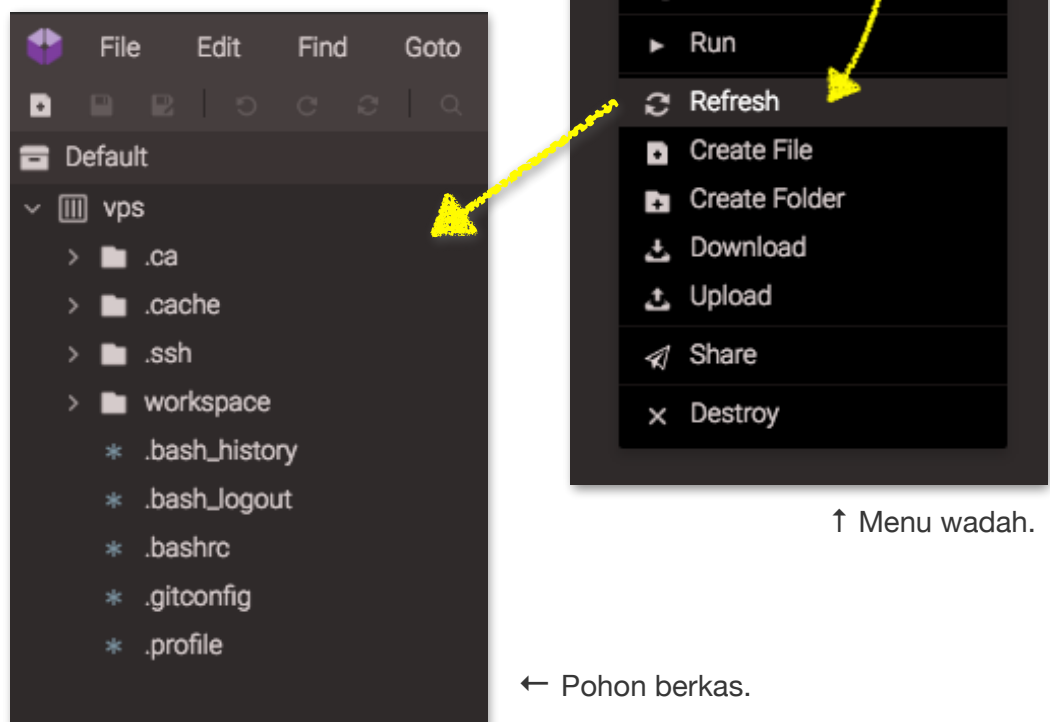 File Edit Find Goto
Default
vps
.ca
.cache
.ssh
workspace
.bash_history
.bash_logout
.bashrc
.gitconfig
.profile
Run
Refresh
Create File
Create Folder
Download
Upload
Share
Destroy
↑ Menu wadah.
← Pohon berkas.